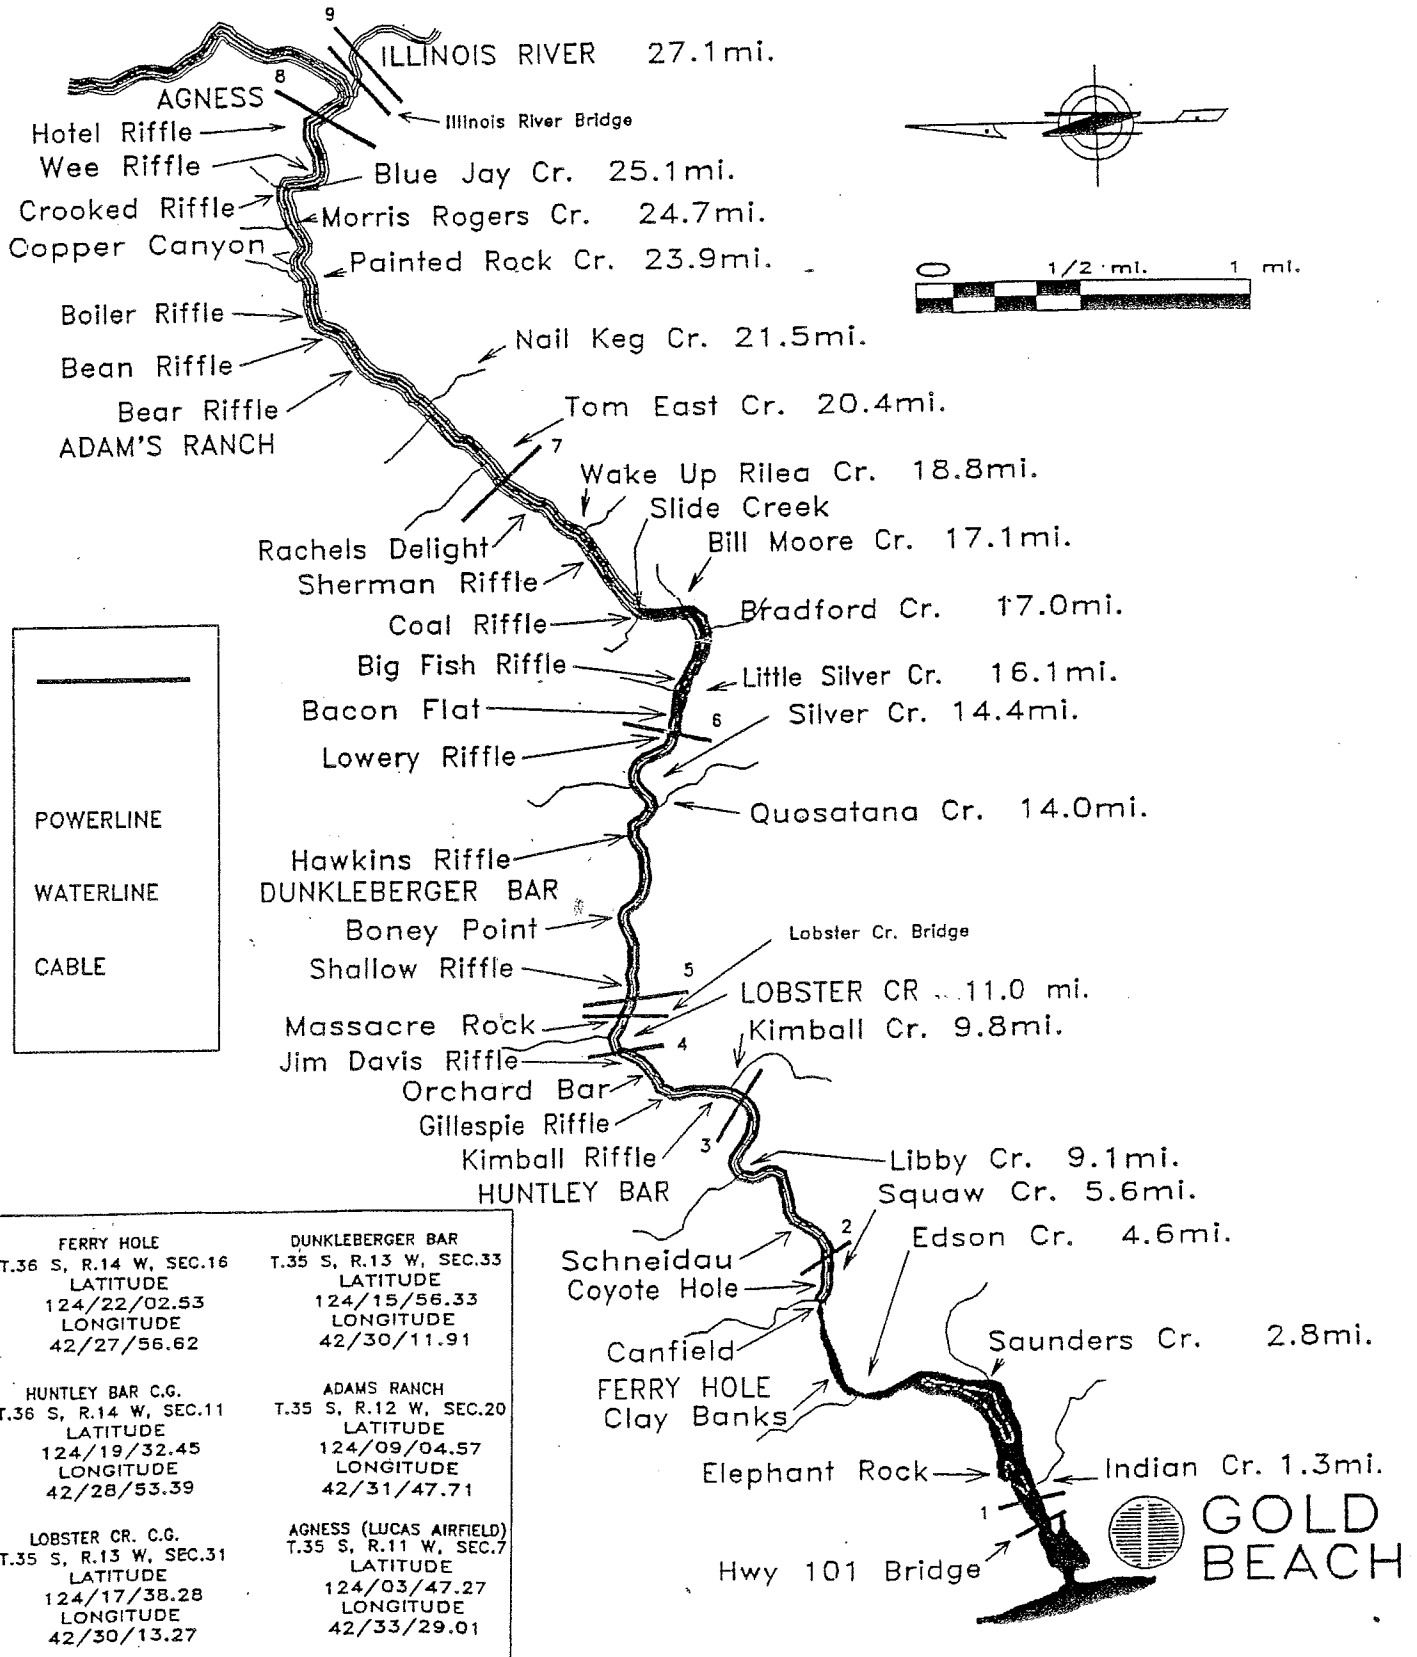 9
ILLINOIS RIVER 27.1mi.
8
AGNESS
Illinois River Bridge
Hotel Riffle
Wee Riffle
Blue Jay Cr. 25.1mi.
Crooked Riffle
Morris Rogers Cr. 24.7mi.
Copper Canyon
Painted Rock Cr. 23.9mi.
0 1/2 mi. 1 mi.
Boiler Riffle
Nail Keg Cr. 21.5mi.
Bean Riffle
Bear Riffle
Tom East Cr. 20.4mi.
ADAM'S RANCH
7
Wake Up Rilea Cr. 18.8mi.
Slide Creek
Rachels Delight
Bill Moore Cr. 17.1mi.
Sherman Riffle
Coal Riffle
Bradford Cr. 17.0mi.
Big Fish Riffle
Little Silver Cr. 16.1mi.
Bacon Flat
6
Silver Cr. 14.4mi.
Lowery Riffle
Quosatana Cr. 14.0mi.
POWERLINE
WATERLINE
CABLE
Hawkins Riffle
DUNKLEBERGER BAR
Boney Point
Lobster Cr. Bridge
Shallow Riffle
5
LOBSTER CR 11.0 mi.
Massacre Rock
Kimball Cr. 9.8mi.
4
Jim Davis Riffle
Orchard Bar
Gillespie Riffle
3
Kimball Riffle
Libby Cr. 9.1mi.
HUNTLEY BAR
Squaw Cr. 5.6mi.
2
Edson Cr. 4.6mi.
Schneidau
Coyote Hole
Canfield
Saunders Cr. 2.8mi.
FERRY HOLE
Clay Banks
Elephant Rock
Indian Cr. 1.3mi.
1
Hwy 101 Bridge
GOLD
BEACH
FERRY HOLE
T.36 S, R.14 W, SEC.16
LATITUDE
124/22/02.53
LONGITUDE
42/27/56.62
DUNKLEBERGER BAR
T.35 S, R.13 W, SEC.33
LATITUDE
124/15/56.33
LONGITUDE
42/30/11.91
HUNTLEY BAR C.G.
T.36 S, R.14 W, SEC.11
LATITUDE
124/19/32.45
LONGITUDE
42/28/53.39
ADAMS RANCH
T.35 S, R.12 W, SEC.20
LATITUDE
124/09/04.57
LONGITUDE
42/31/47.71
LOBSTER CR. C.G.
T.35 S, R.13 W, SEC.31
LATITUDE
124/17/38.28
LONGITUDE
42/30/13.27
AGNESS (LUCAS AIRFIELD)
T.35 S, R.11 W, SEC.7
LATITUDE
124/03/47.27
LONGITUDE
42/33/29.01